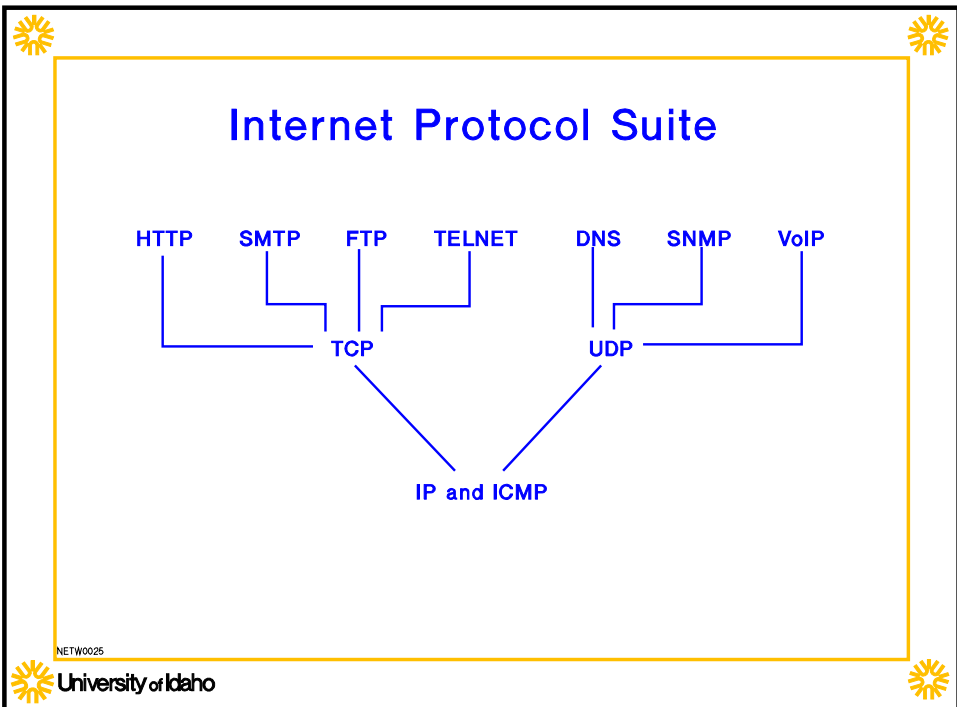 Internet Protocol Suite
HTTP SMTP FTP TELNET DNS SNMP VoIP
TCP UDP
IP and ICMP
NETW0025
University of Idaho